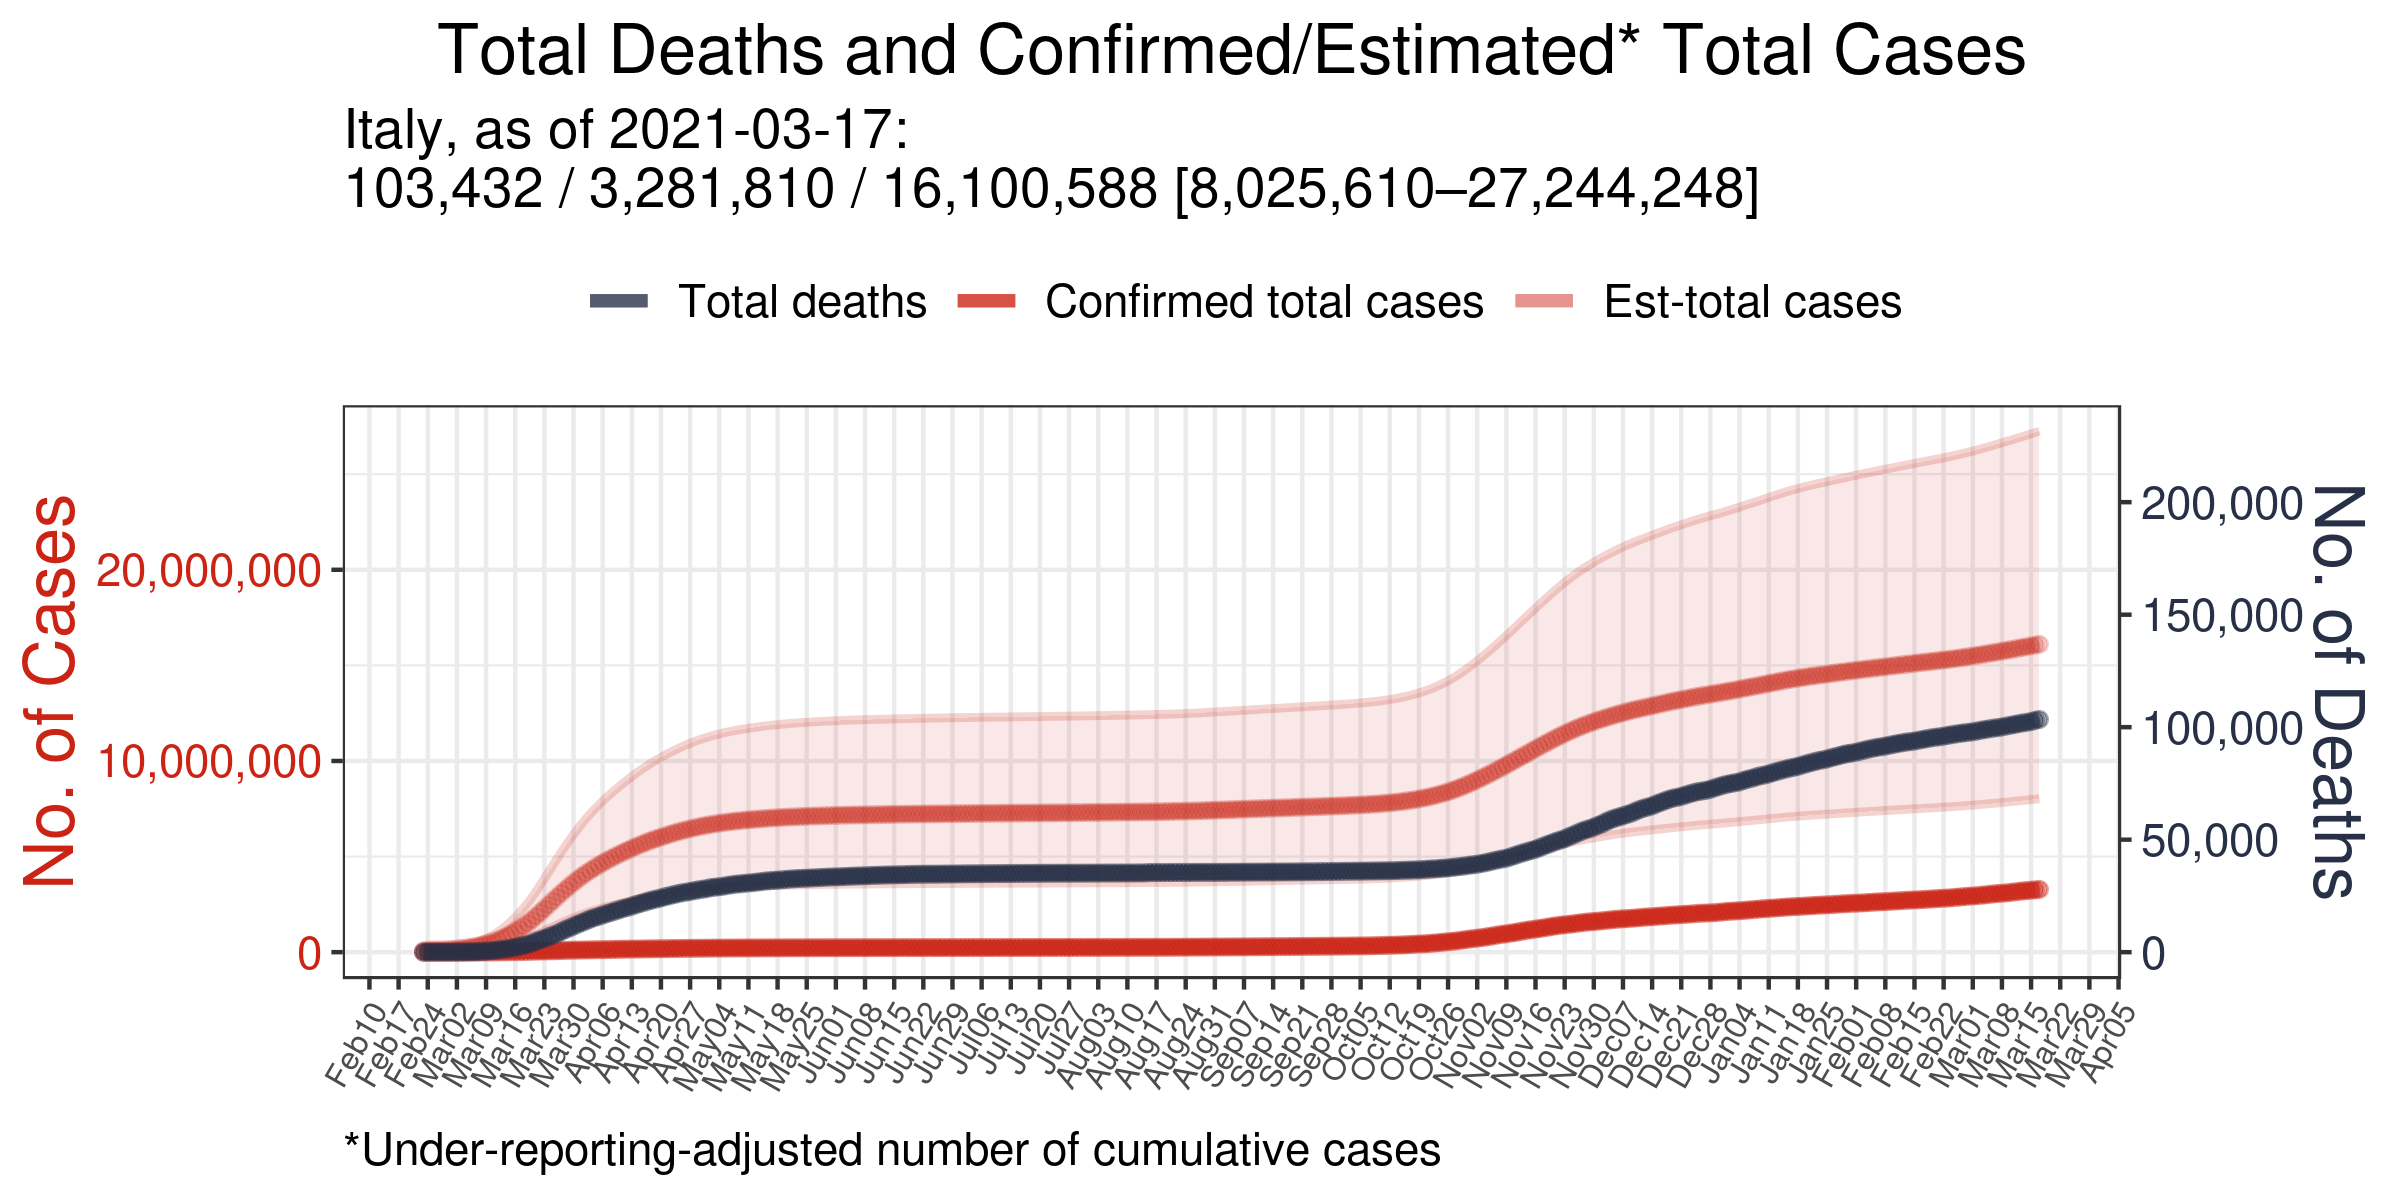 Total Deaths and Confirmed/Estimated* Total Cases
Italy, as of 2021-03-17:
103,432 / 3,281,810 / 16,100,588 [8,025,610–27,244,248]
Total deaths
Confirmed total cases
Est-total cases
No. of Cases
20,000,000
10,000,000
0
200,000
150,000
100,000
50,000
0
No. of Deaths
Feb10
Feb17
Feb24
Mar02
Mar09
Mar16
Mar23
Mar30
Apr06
Apr13
Apr20
Apr27
May04
May11
May18
May25
Jun01
Jun08
Jun15
Jun22
Jun29
Jul06
Jul13
Jul20
Jul27
Aug03
Aug10
Aug17
Aug24
Aug31
Sep07
Sep14
Sep21
Sep28
Oct05
Oct12
Oct19
Oct26
Nov02
Nov09
Nov16
Nov23
Nov30
Dec07
Dec14
Dec21
Dec28
Jan04
Jan11
Jan18
Jan25
Feb01
Feb08
Feb15
Feb22
Mar01
Mar08
Mar15
Mar22
Mar29
Apr05
*Under-reporting-adjusted number of cumulative cases